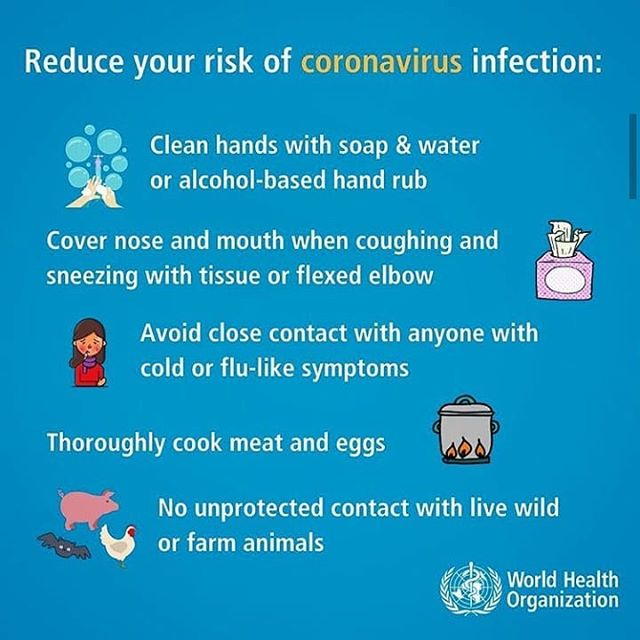 Reduce your risk of coronavirus infection:
Clean hands with soap & water
or alcohol-based hand rub
Cover nose and mouth when coughing and
sneezing with tissue or flexed elbow
Avoid close contact with anyone with
cold or flu-like symptoms
Thoroughly cook meat and eggs
No unprotected contact with live wild
or farm animals
World Health
Organization